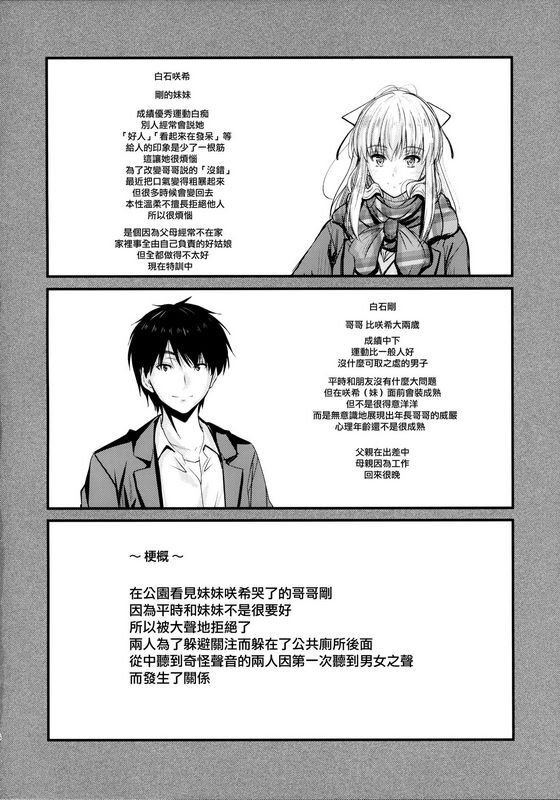 白石咲希
剛的妹妹
成績優秀運動白痴
別人經常會說她
「好人」「看起來在發呆」等
給人的印象是少了一根筋
這讓她很煩惱
為了改變哥哥說的「沒錯」
最近把口氣變得粗暴起來
但很多時候會變回去
本性溫柔不擅長拒絕他人
所以很煩惱
是個因為父母經常不在家
家裡事全由自己負責的好姑娘
但全都做得不太好
現在特訓中
白石剛
哥哥 比咲希大兩歲
成績中下
運動比一般人好
沒什麼可取之處的男子
平時和朋友沒有什麼大問題
但在咲希（妹）面前會裝成熟
但不是很得意洋洋
而是無意識地展現出年長哥哥的威嚴
心理年齡還不是很成熟
父親在出差中
母親因為工作
回來很晚
～梗概～
在公園看見妹妹咲希哭了的哥哥剛
因為平時和妹妹不是很要好
所以被大聲地拒絕了
兩人為了躲避關注而躲在了公共廁所後面
從中聽到奇怪聲音的兩人因第一次聽到男女之聲
而發生了關係